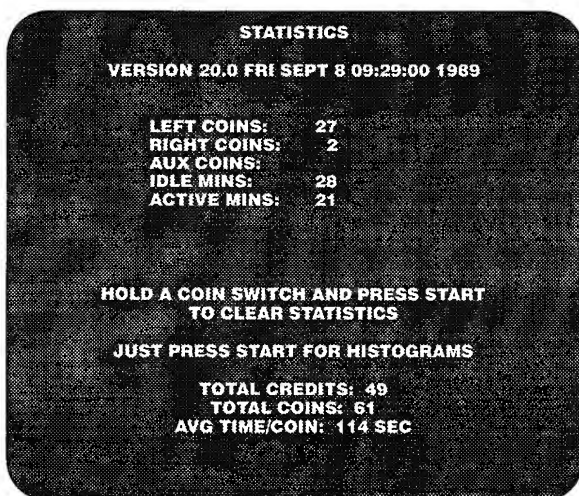 STATISTICS
VERSION 20.0 FRI SEPT 8 09:29:00 1989
LEFT COINS: 27
RIGHT COINS: 2
AUX COINS:
IDLE MINS: 28
ACTIVE MINS: 21
HOLD A COIN SWITCH AND PRESS START
TO CLEAR STATISTICS
JUST PRESS START FOR HISTOGRAMS
TOTAL CREDITS: 49
TOTAL COINS: 61
AVG TIME/COIN: 114 SEC